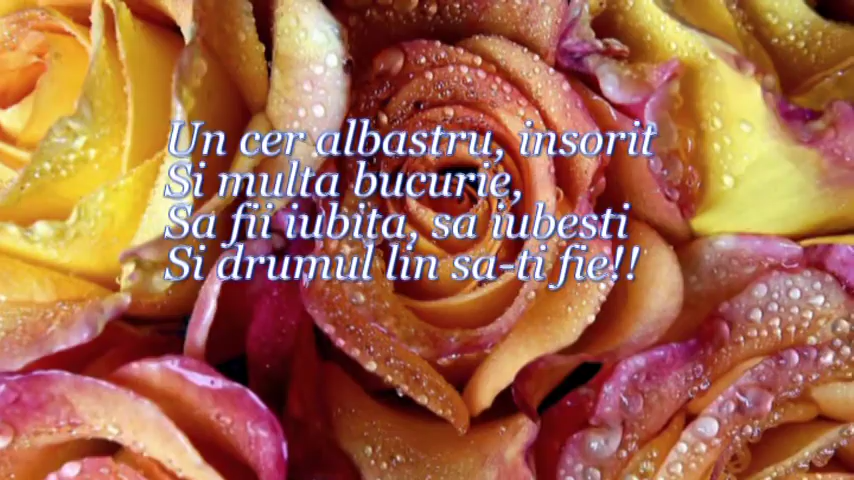 Un cer albastru, insorit
Si multa bucurie,
Sa fii iubita, sa iubesti
Si drumul lin sa-ti fie!!